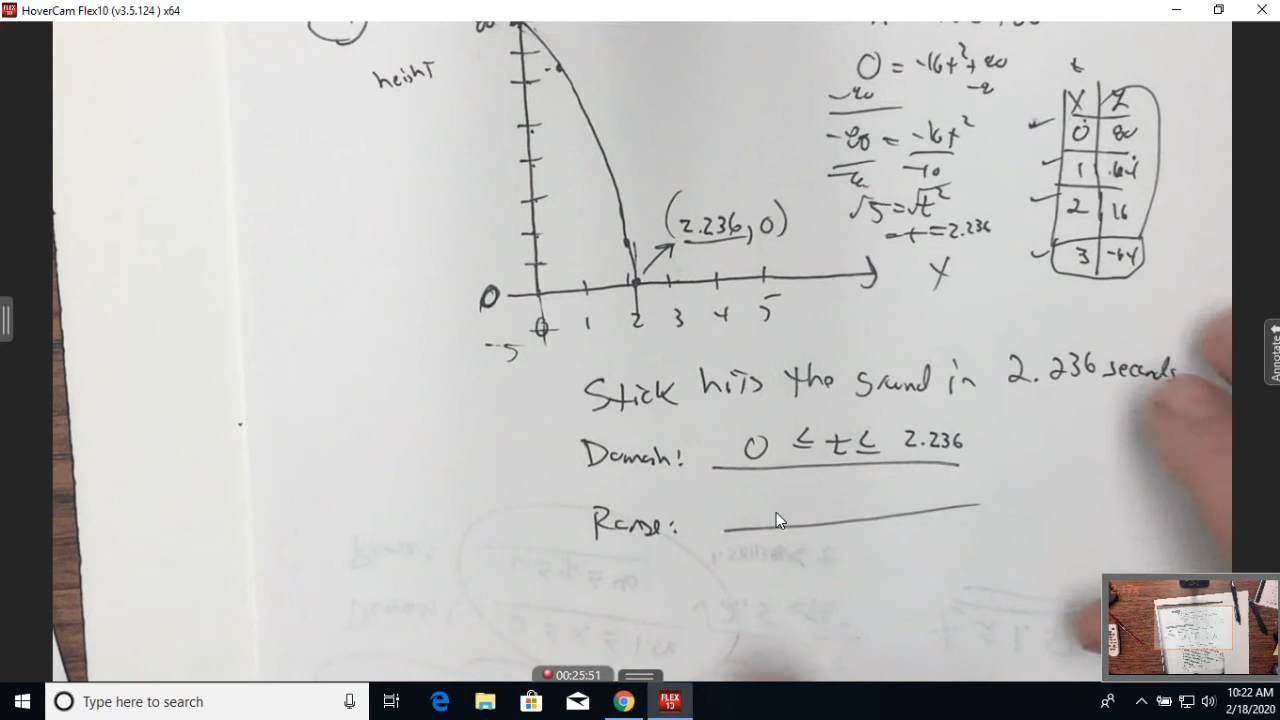 HoverCam Flex10 (v3.5.124 ) x64
height
0 = -16t²+80
-80 -80
t
X
0 80
-80 = -16t²
1 64
√5 = √t²
2 16
(2.236, 0)
t = 2.236
3 -64
0
0 1 2 3 4 5
-5
Annotate
Stick hits the ground in 2.236 seconds
Domain: 0 ≤ t ≤ 2.236
Range:
00:25:51
Type here to search
FLEX 10
10:22 AM
2/18/2020